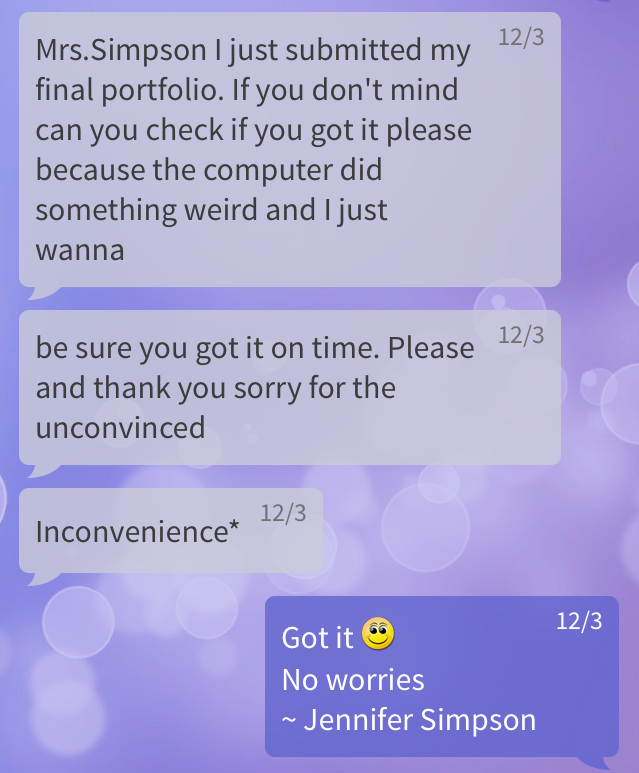 12/3
Mrs.Simpson I just submitted my
final portfolio. If you don't mind
can you check if you got it please
because the computer did
something weird and I just
wanna
12/3
be sure you got it on time. Please
and thank you sorry for the
unconvinced
12/3
Inconvenience*
12/3
Got it
No worries
~ Jennifer Simpson